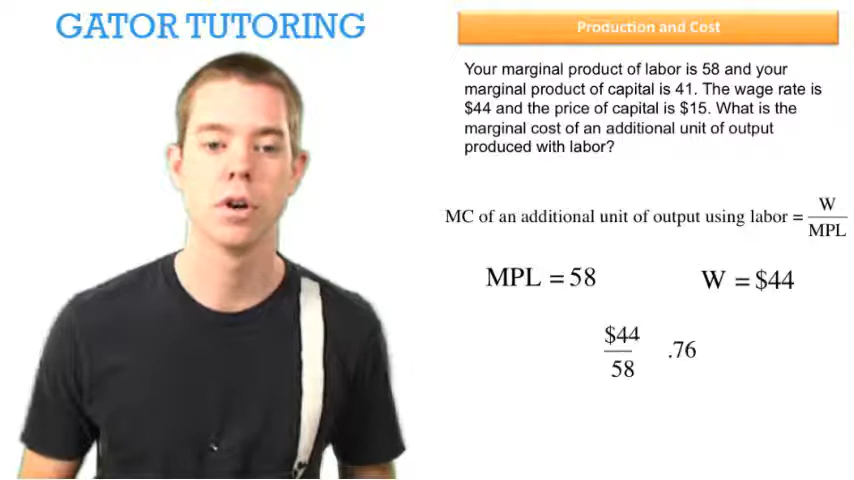 GATOR TUTORING
Production and Cost
Your marginal product of labor is 58 and your
marginal product of capital is 41. The wage rate is
$44 and the price of capital is $15. What is the
marginal cost of an additional unit of output
produced with labor?
MC of an additional unit of output using labor = W
MPL
MPL = 58 W = $44
$44
58 .76